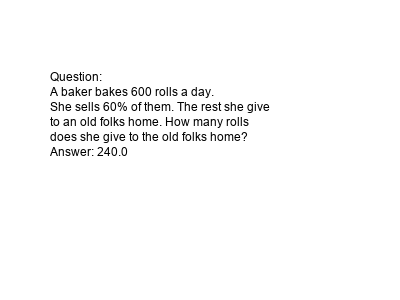 Question:
A baker bakes 600 rolls a day.
She sells 60% of them. The rest she give
to an old folks home. How many rolls
does she give to the old folks home?
Answer: 240.0